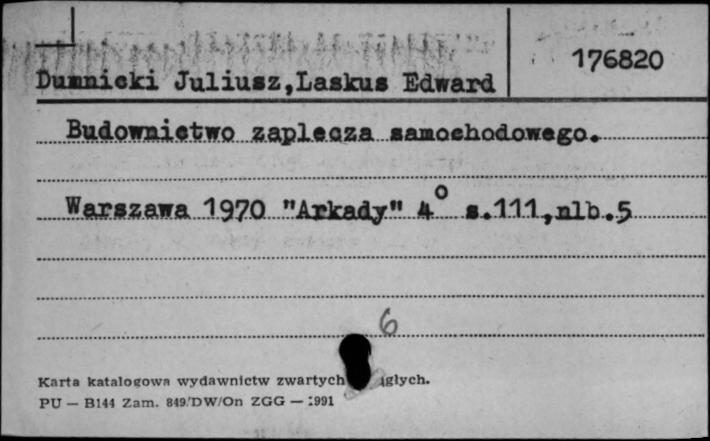 176820
Dumnicki Juliusz,Laskus Edward
Budownictwo zaplecza samochodowego.
Warszawa 1970 "Arkady" 4° s.111,nlb.5
6
Karta katalogowa wydawnictw zwartych głych.
PU — B144 Zam. 849/DW/On ZGG — 1991